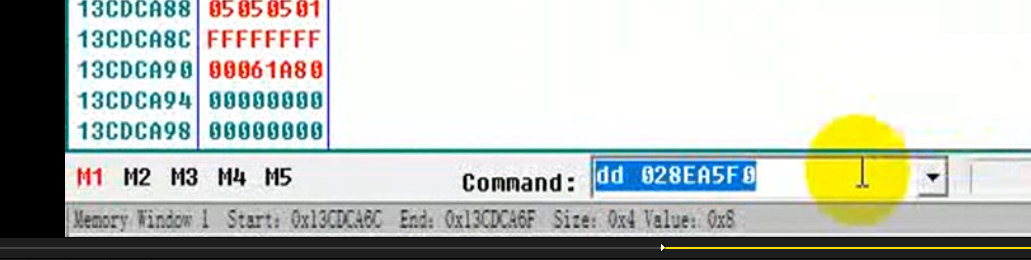 13CDCA88 05050501
13CDCA8C FFFFFFFF
13CDCA90 00061A80
13CDCA94 00000000
13CDCA98 00000000
M1 M2 M3 M4 M5 Command: dd 028EA5F0
Memory Window 1 Start: 0x13CDCA6C End: 0x13CDCA6F Size: 0x4 Value: 0x8